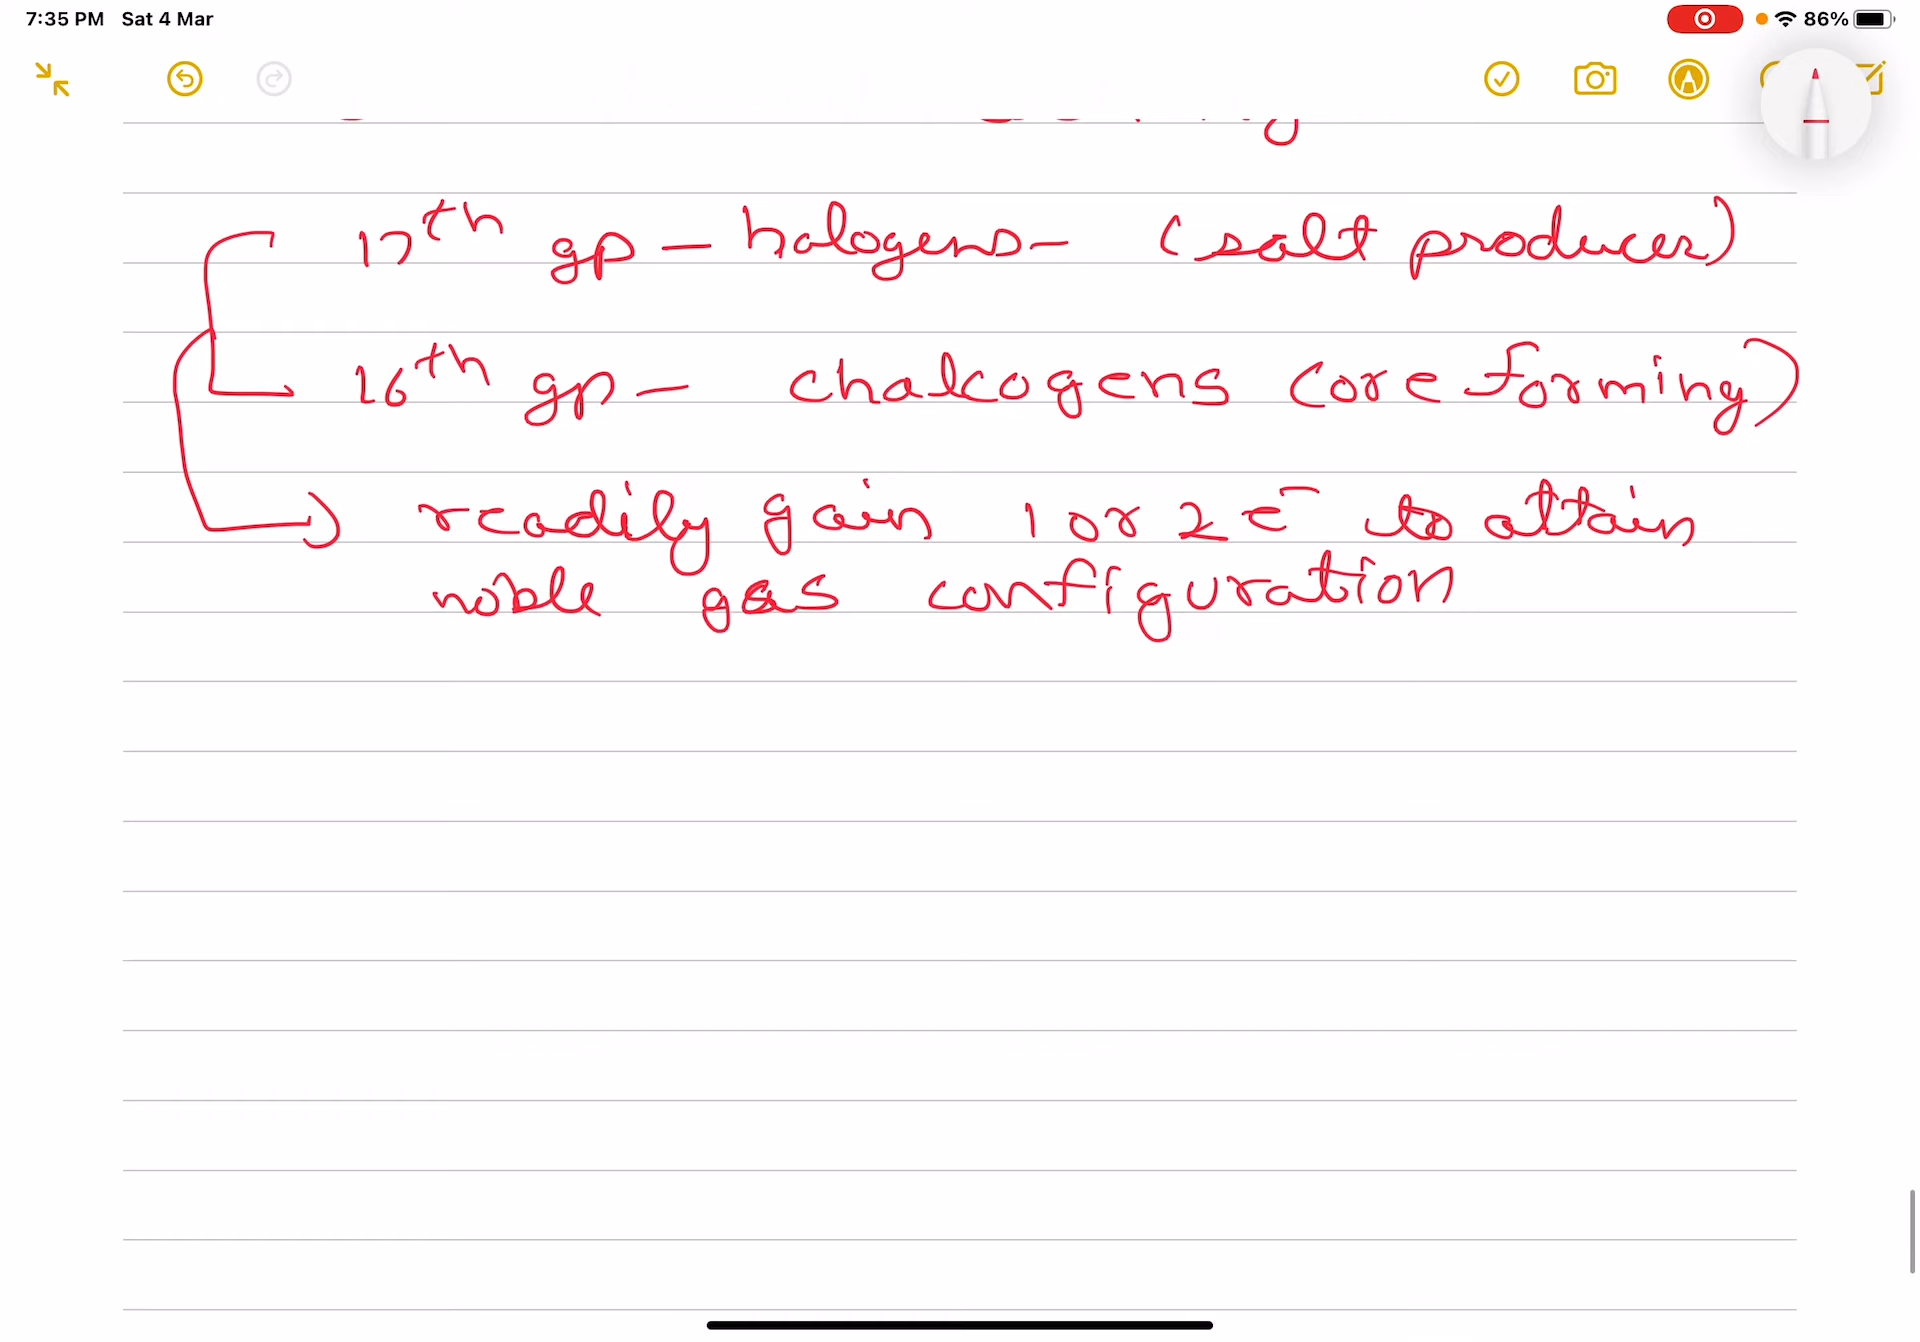 7:35 PM Sat 4 Mar 86%
17th gp – halogens – (salt producer)
16th gp – chalcogens (ore forming)
readily gain 1 or 2 e⁻ to attain
noble gas configuration